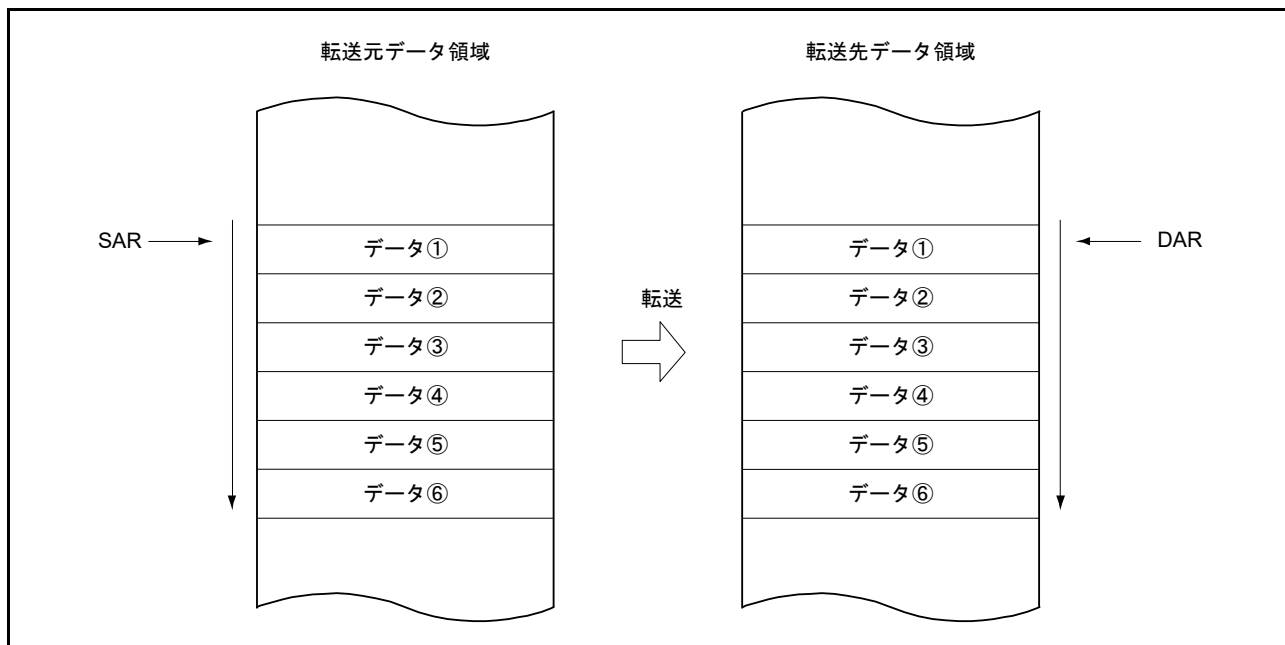 転送元データ領域
転送先データ領域
SAR
データ①
データ②
データ③
データ④
データ⑤
データ⑥
転送
データ①
データ②
データ③
データ④
データ⑤
データ⑥
DAR